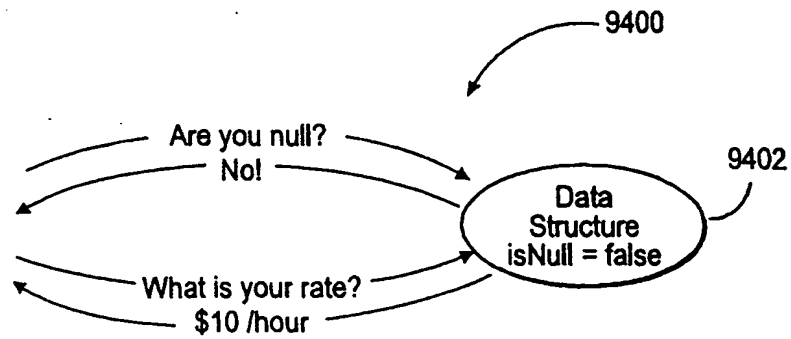 9400
Are you null?
No!
9402
Data
Structure
isNull = false
What is your rate?
$10 /hour